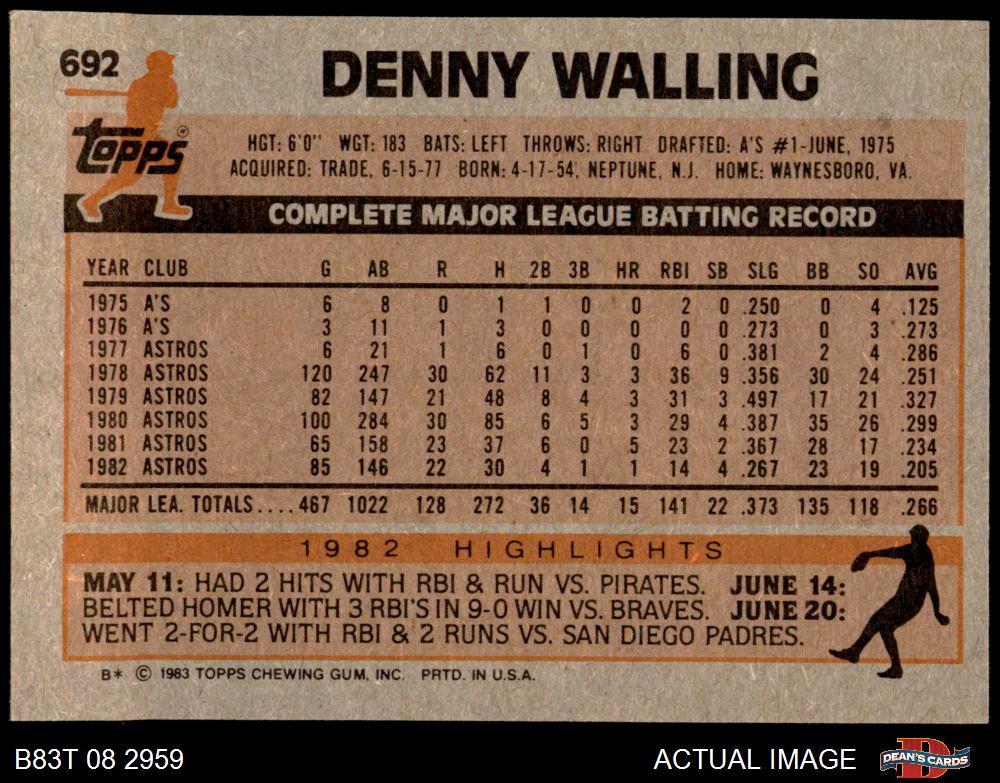 692
DENNY WALLING
Topps ®
HGT: 6'0" WGT: 183 BATS: LEFT THROWS: RIGHT DRAFTED: A'S #1-JUNE, 1975
ACQUIRED: TRADE, 6-15-77 BORN: 4-17-54, NEPTUNE, N.J. HOME: WAYNESBORO, VA.
COMPLETE MAJOR LEAGUE BATTING RECORD
YEAR CLUB G AB R H 2B 3B HR RBI SB SLG BB SO AVG
1975 A'S 6 8 0 1 1 0 0 2 0 .250 0 4 .125
1976 A'S 3 11 1 3 0 0 0 0 0 .273 0 3 .273
1977 ASTROS 6 21 1 6 0 1 0 6 0 .381 2 4 .286
1978 ASTROS 120 247 30 62 11 3 3 36 9 .356 30 24 .251
1979 ASTROS 82 147 21 48 8 4 3 31 3 .497 17 21 .327
1980 ASTROS 100 284 30 85 6 5 3 29 4 .387 35 26 .299
1981 ASTROS 65 158 23 37 6 0 5 23 2 .367 28 17 .234
1982 ASTROS 85 146 22 30 4 1 1 14 4 .267 23 19 .205
MAJOR LEA. TOTALS.... 467 1022 128 272 36 14 15 141 22 .373 135 118 .266
1982 HIGHLIGHTS
MAY 11: HAD 2 HITS WITH RBI & RUN VS. PIRATES. JUNE 14:
BELTED HOMER WITH 3 RBI'S IN 9-0 WIN VS. BRAVES. JUNE 20:
WENT 2-FOR-2 WITH RBI & 2 RUNS VS. SAN DIEGO PADRES.
B* © 1983 TOPPS CHEWING GUM, INC. PRTD. IN U.S.A.
B83T 08 2959 ACTUAL IMAGE DEAN'S CARDS